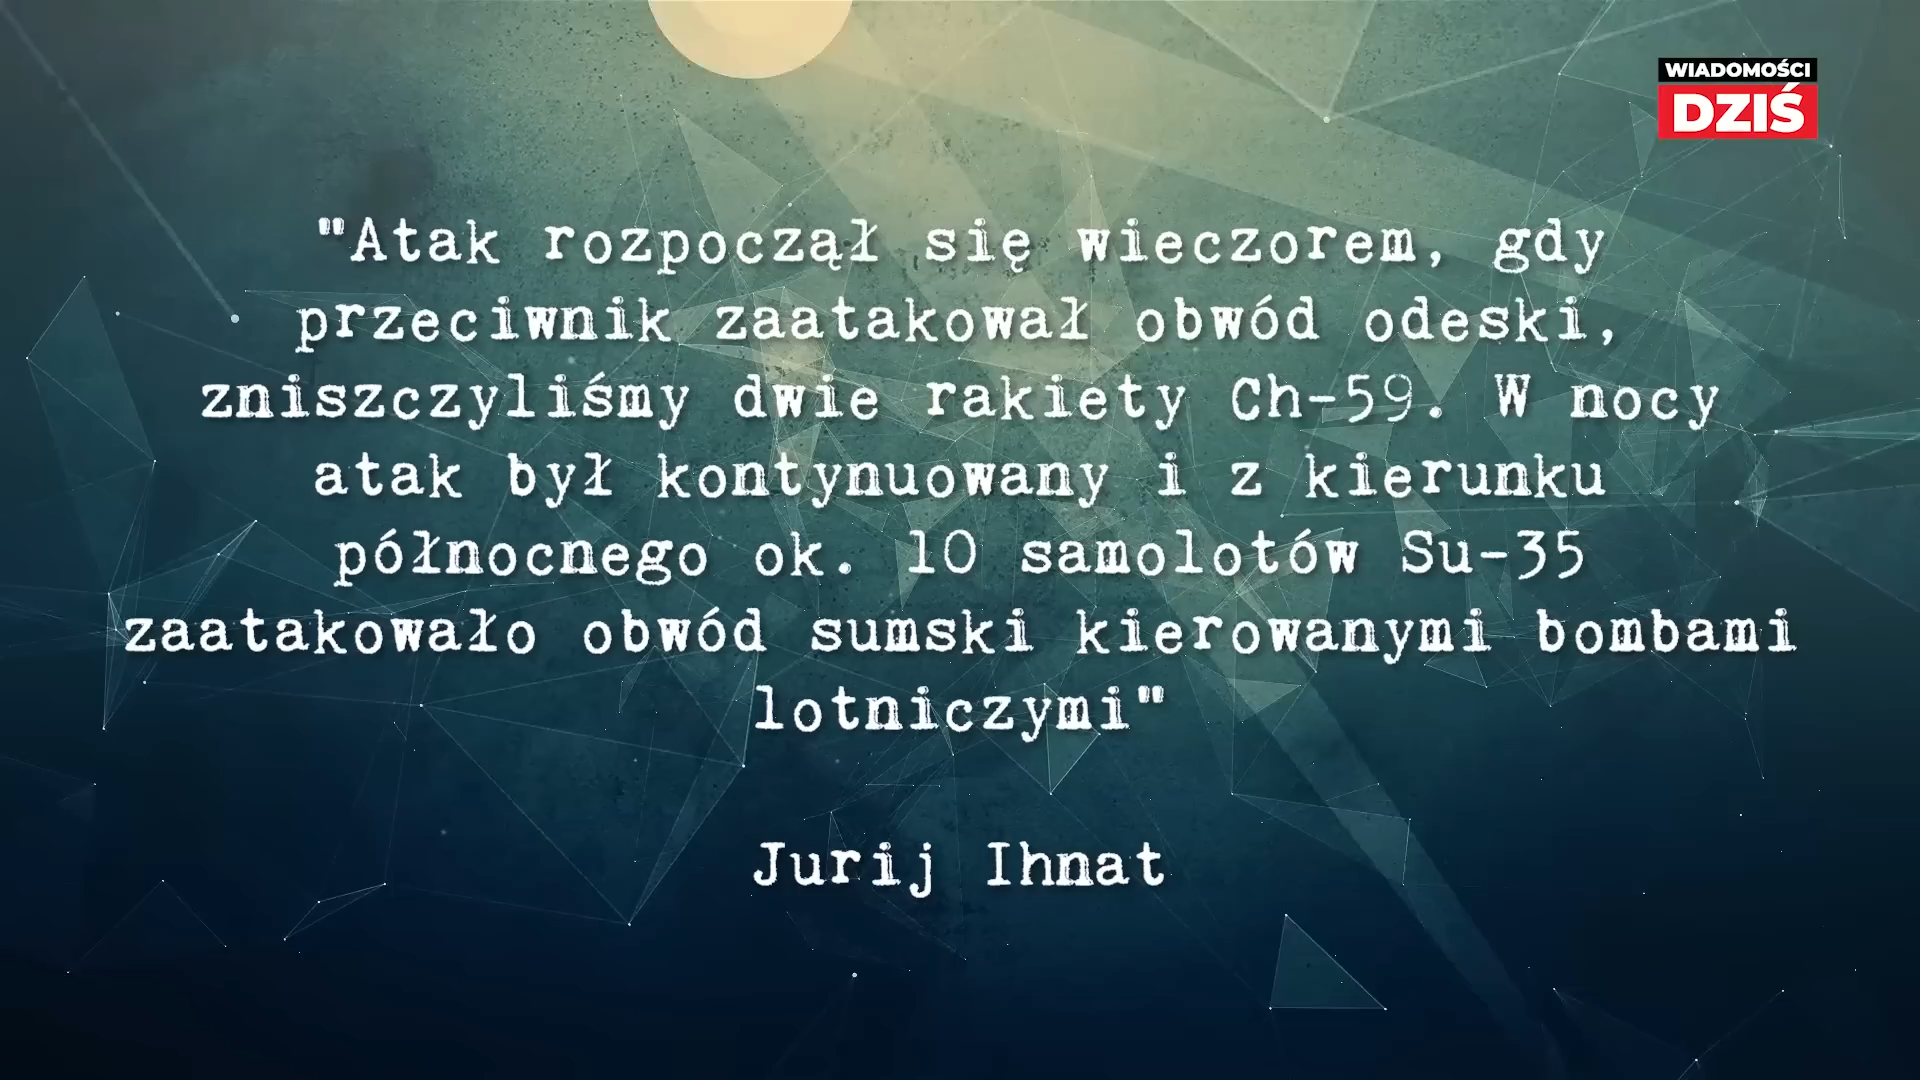 WIADOMOŚCI
DZIŚ
"Atak rozpoczął się wieczorem, gdy
przeciwnik zaatakował obwód odeski,
zniszczyliśmy dwie rakiety Ch-59. W nocy
atak był kontynuowany i z kierunku
północnego ok. 10 samolotów Su-35
zaatakowało obwód sumski kierowanymi bombami
lotniczymi"
Jurij Ihnat